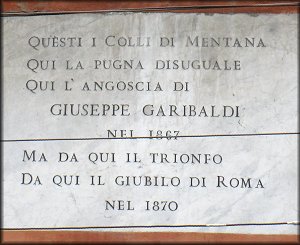 QUÈSTI I COLLI DI MENTANA
QUI LA PUGNA DISUGUALE
QUI L'ANGOSCIA DI
GIUSEPPE GARIBALDI
NEL 1867
MA DA QUI IL TRIONFO
DA QUI IL GIUBILO DI ROMA
NEL 1870